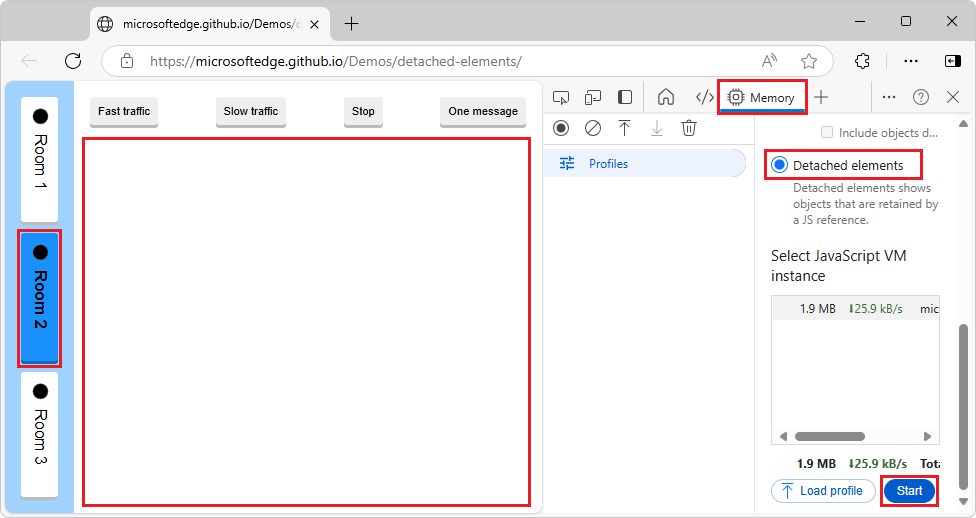 microsoftedge.github.io/Demos/
https://microsoftedge.github.io/Demos/detached-elements/
Room 1
Room 2
Room 3
Fast traffic
Slow traffic
Stop
One message
Memory
Profiles
Include objects d...
Detached elements
Detached elements shows
objects that are retained by
a JS reference.
Select JavaScript VM
instance
1.9 MB ⬇25.9 kB/s mic
1.9 MB ⬇25.9 kB/s Tota
Load profile
Start